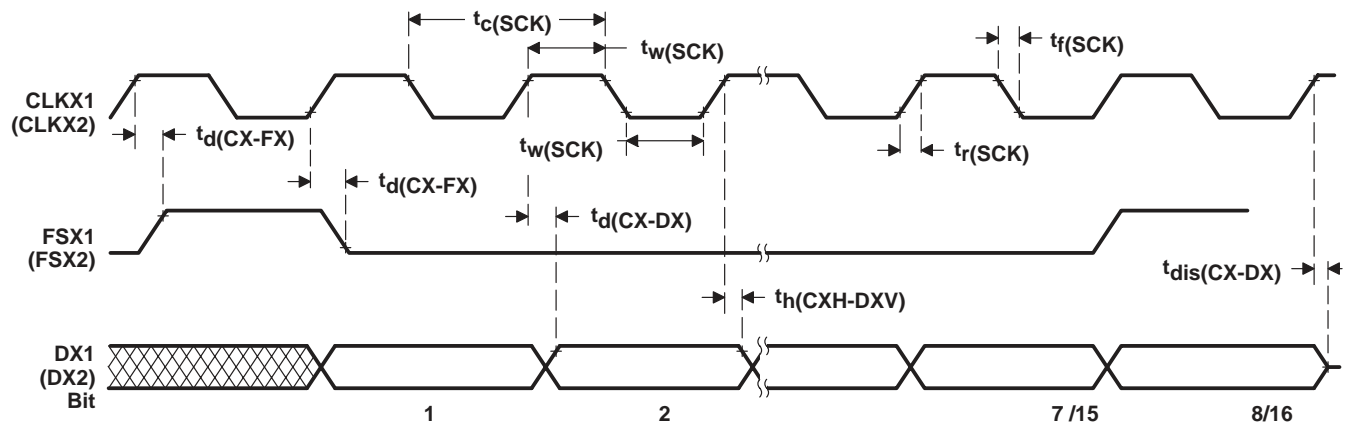 tc(SCK)
tw(SCK)
tf(SCK)
CLKX1
(CLKX2)
td(CX-FX)
tw(SCK)
tr(SCK)
td(CX-FX)
td(CX-DX)
FSX1
(FSX2)
tdis(CX-DX)
th(CXH-DXV)
DX1
(DX2)
Bit
1 2 7 /15 8/16